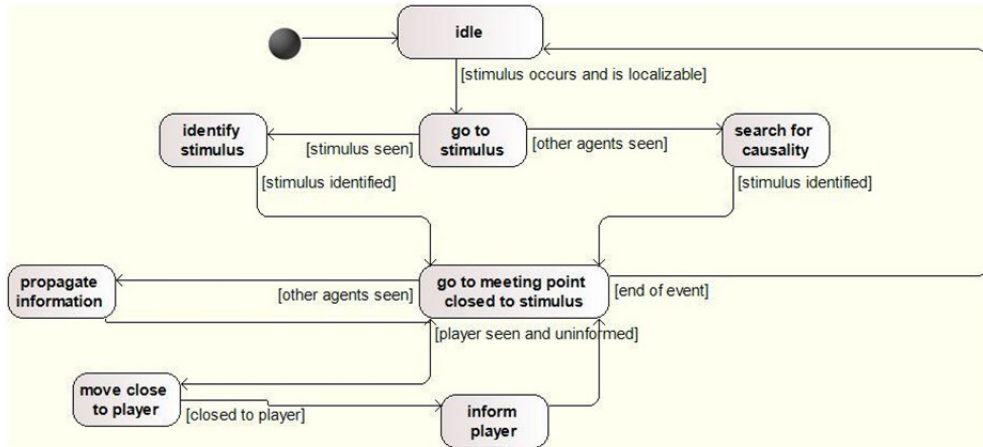 idle
[stimulus occurs and is localizable]
identify
stimulus
go to
stimulus
search for
causality
[stimulus seen]
[other agents seen]
[stimulus identified]
[stimulus identified]
propagate
information
go to meeting point
closed to stimulus
[other agents seen]
[end of event]
[player seen and uninformed]
move close
to player
[closed to player]
inform
player